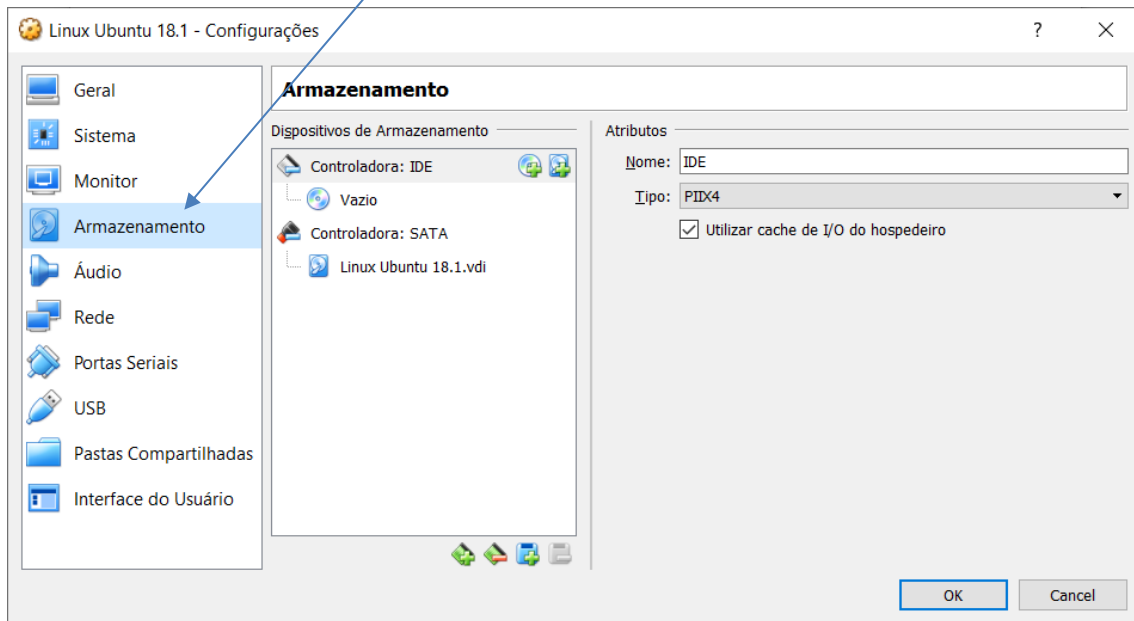 Linux Ubuntu 18.1 - Configurações
?
Geral
Sistema
Monitor
Armazenamento
Áudio
Rede
Portas Seriais
USB
Pastas Compartilhadas
Interface do Usuário
Armazenamento
Dispositivos de Armazenamento
Controladora: IDE
Vazio
Controladora: SATA
Linux Ubuntu 18.1.vdi
Atributos
Nome: IDE
Tipo: PIIX4
Utilizar cache de I/O do hospedeiro
OK
Cancel